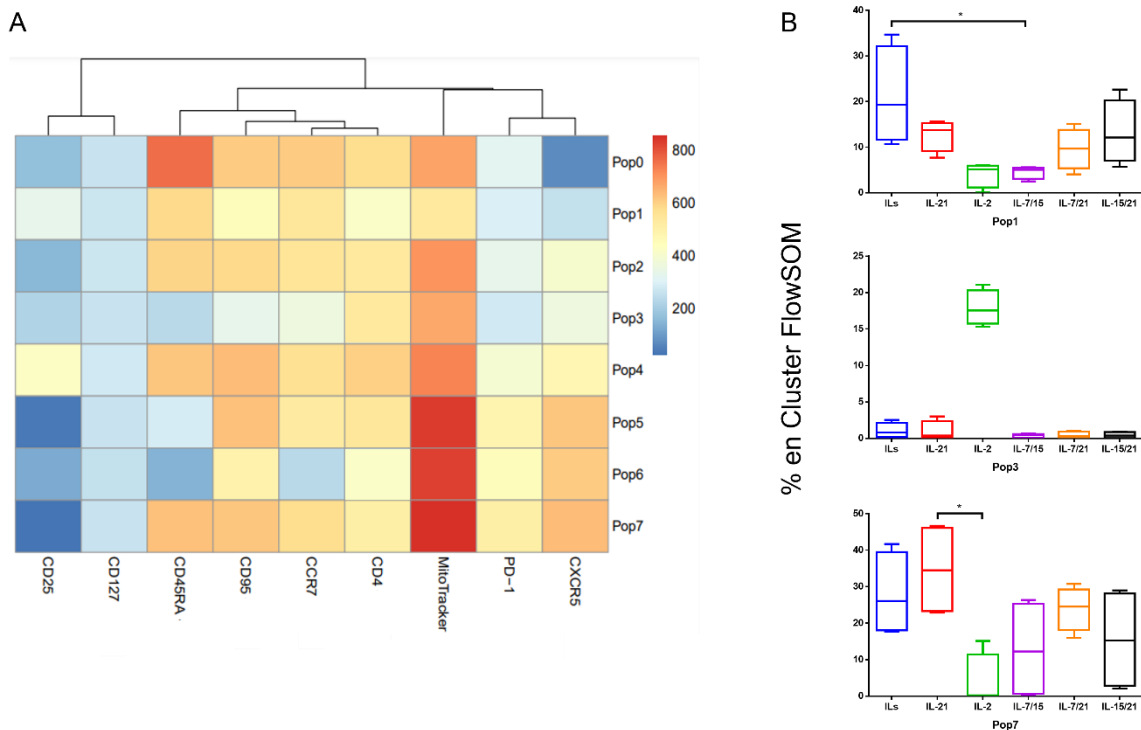 A
Pop0
Pop1
Pop2
Pop3
Pop4
Pop5
Pop6
Pop7
800
600
400
200
CD25
CD127
CD45RA
CD95
CCR7
CD4
MitoTracker
PD-1
CXCR5
B
% en Cluster FlowSOM
40
30
20
10
0
*
ILs IL-21 IL-2 IL-7/15 IL-7/21 IL-15/21
Pop1
25
20
15
10
5
0
ILs IL-21 IL-2 IL-7/15 IL-7/21 IL-15/21
Pop3
50
40
30
20
10
0
*
ILs IL-21 IL-2 IL-7/15 IL-7/21 IL-15/21
Pop7